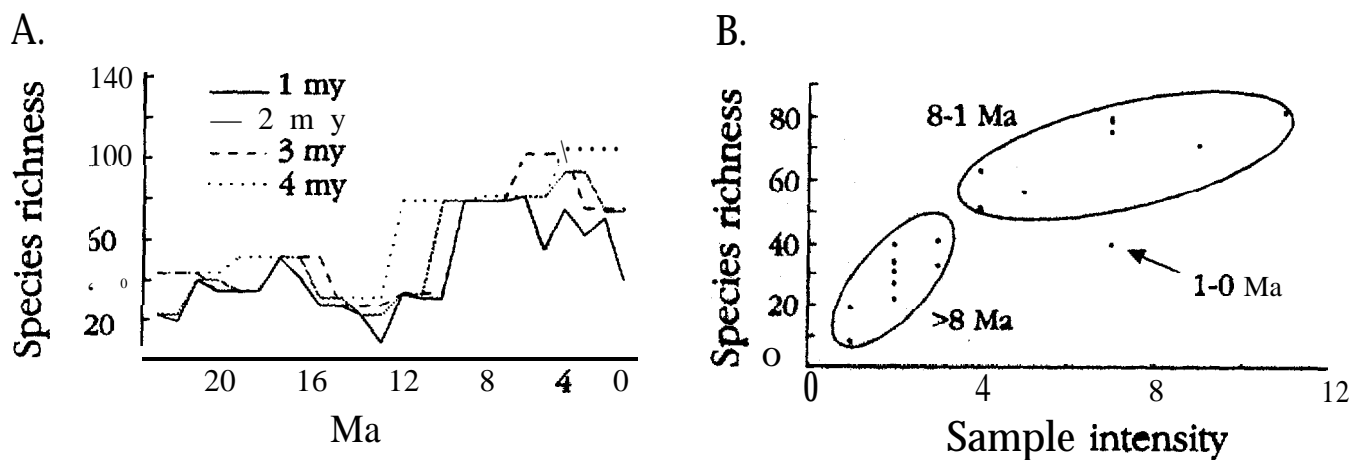 A.
Species richness
140
100
50
. 0
20
1 my
2 m y
3 my
4 my
20 16 12 8 4 0
Ma
B.
Species richness
80
60
40
20
O
8-1 Ma
1-0 Ma
>8 Ma
0 4 8 12
Sample intensity